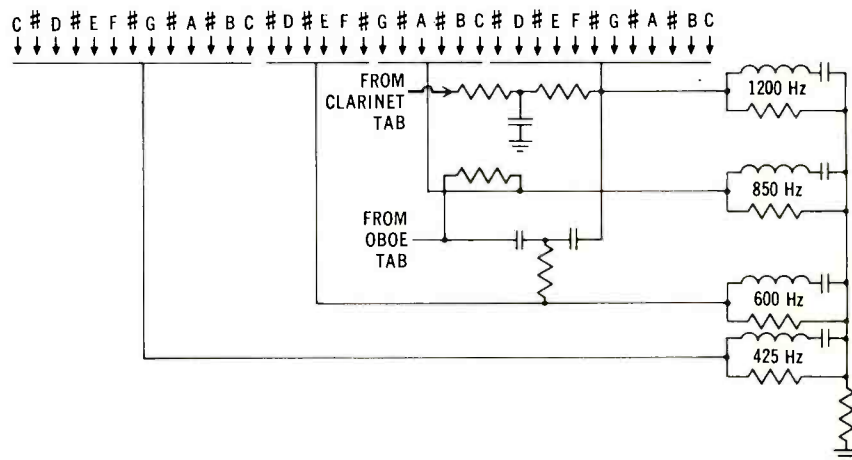 C # D # E F # G # A # B C # D # E F # G # A # B C # D # E F # G # A # B C
FROM
CLARINET
TAB
1200 Hz
850 Hz
FROM
OBOE
TAB
600 Hz
425 Hz